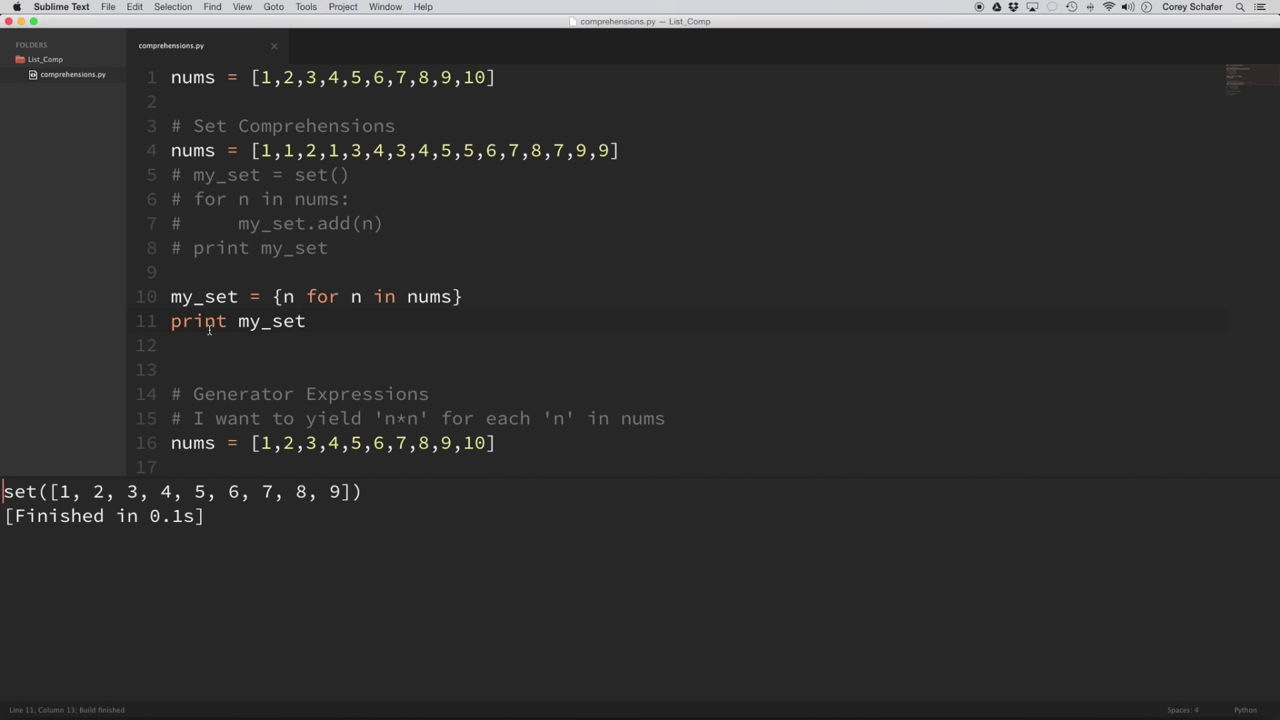 Sublime Text File Edit Selection Find View Goto Tools Project Window Help Corey Schafer
comprehensions.py — List_Comp
FOLDERS
List_Comp
comprehensions.py
comprehensions.py
1 nums = [1,2,3,4,5,6,7,8,9,10]
2
3 # Set Comprehensions
4 nums = [1,1,2,1,3,4,3,4,5,5,6,7,8,7,9,9]
5 # my_set = set()
6 # for n in nums:
7 #     my_set.add(n)
8 # print my_set
9
10 my_set = {n for n in nums}
11 print my_set
12
13
14 # Generator Expressions
15 # I want to yield 'n*n' for each 'n' in nums
16 nums = [1,2,3,4,5,6,7,8,9,10]
17
set([1, 2, 3, 4, 5, 6, 7, 8, 9])
[Finished in 0.1s]
Line 11, Column 13; Build finished Spaces: 4 Python